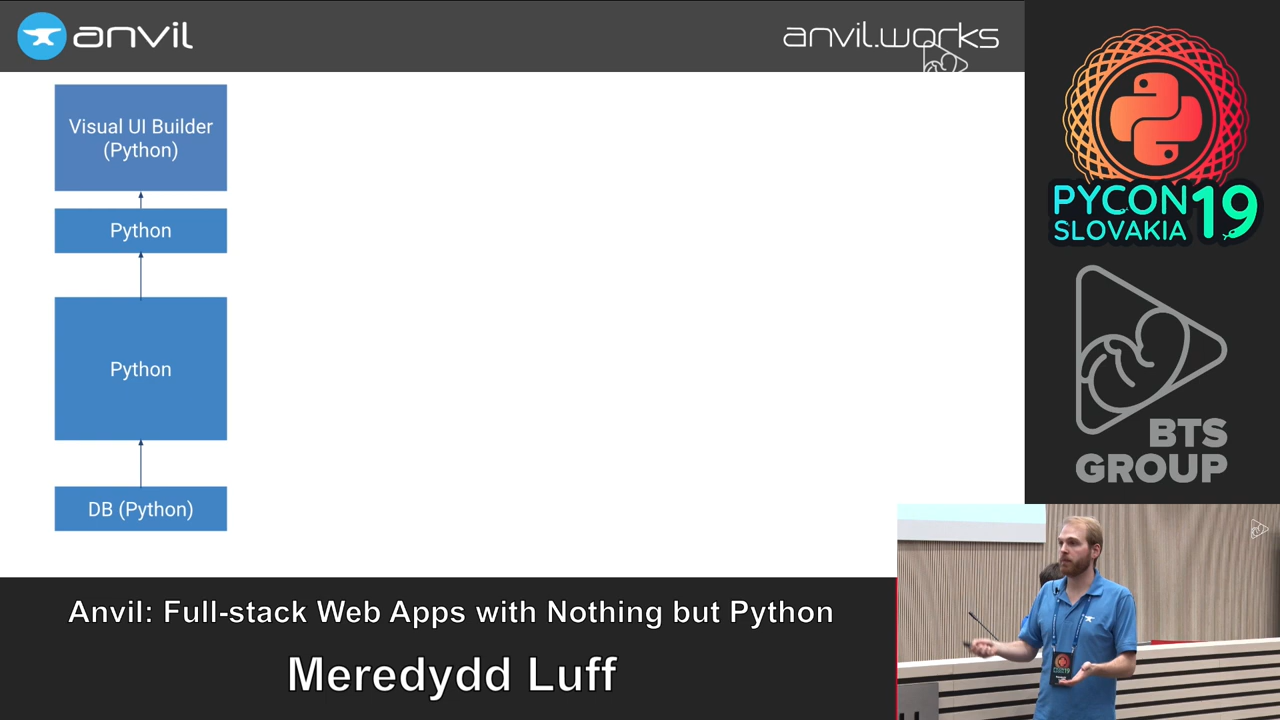 anvil
anvil.works
Visual UI Builder
(Python)
Python
Python
DB (Python)
PYCON 19
SLOVAKIA
BTS
GROUP
Anvil: Full-stack Web Apps with Nothing but Python
Meredydd Luff
PYCON19